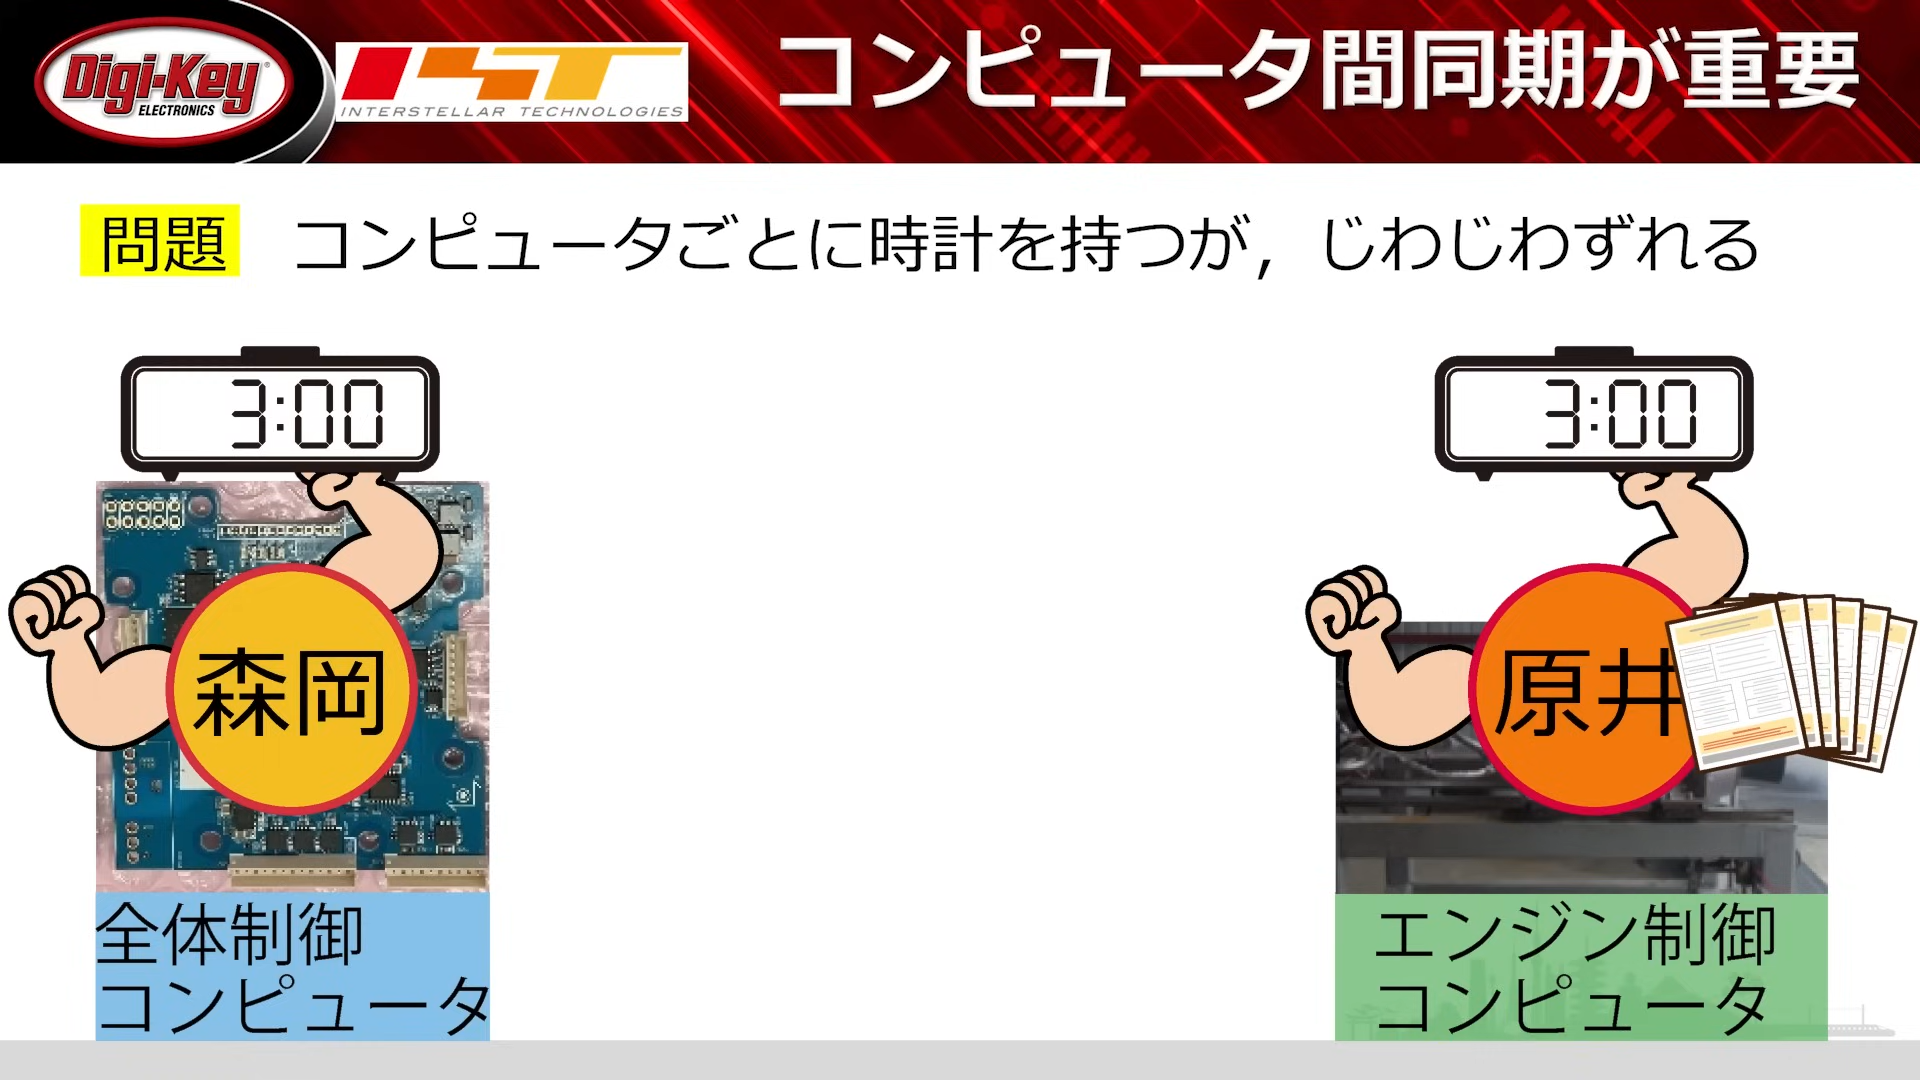 Digi-Key
ELECTRONICS
IST
INTERSTELLAR TECHNOLOGIES
コンピュータ間同期が重要
問題 コンピュータごとに時計を持つが，じわじわずれる
3:00
3:00
森岡
原井
全体制御
コンピュータ
エンジン制御
コンピュータ